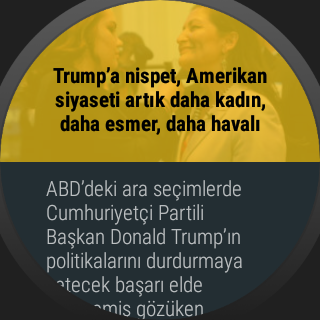 Trump’a nispet, Amerikan
siyaseti artık daha kadın,
daha esmer, daha havalı
ABD’deki ara seçimlerde
Cumhuriyetçi Partili
Başkan Donald Trump’ın
politikalarını durdurmaya
yetecek başarı elde
gözüken